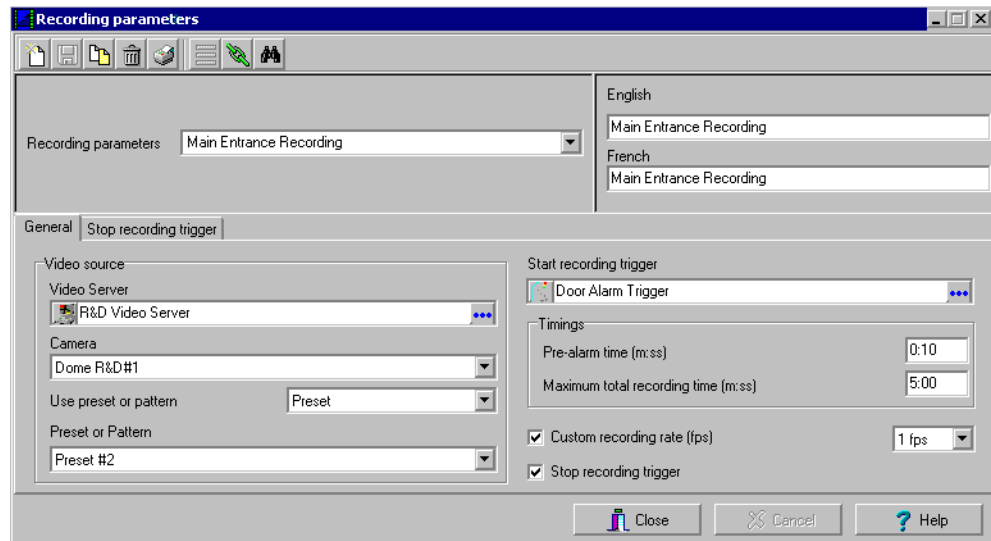 Recording parameters
English
Recording parameters
Main Entrance Recording
Main Entrance Recording
French
Main Entrance Recording
General
Stop recording trigger
Video source
Video Server
R&D Video Server
Camera
Dome R&D#1
Use preset or pattern
Preset
Preset or Pattern
Preset #2
Start recording trigger
Door Alarm Trigger
Timings
Pre-alarm time (m:ss)
0:10
Maximum total recording time (m:ss)
5:00
Custom recording rate (fps)
1 fps
Stop recording trigger
Close
Cancel
Help